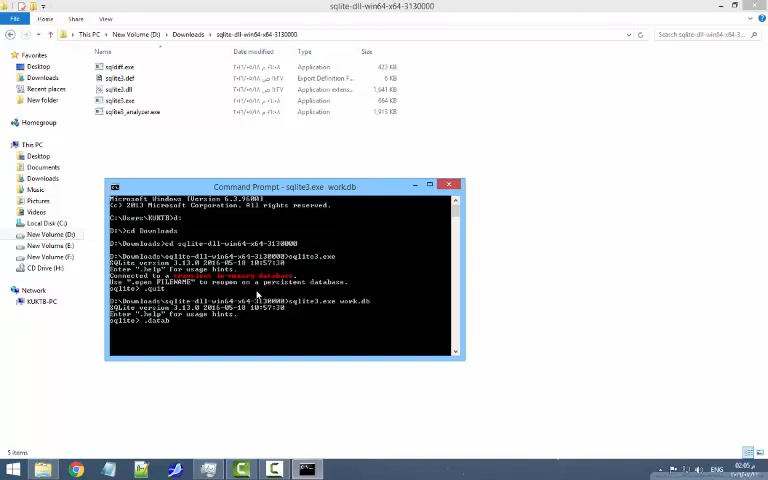 sqlite-dll-win64-x64-3130000
File
Home
Share
View
This PC
New Volume (D:)
Downloads
sqlite-dll-win64-x64-3130000
Search sqlite-dll-win64-x64-3...
Name
Date modified
Type
Size
Favorites
Desktop
Downloads
Recent places
New folder
Homegroup
This PC
Desktop
Documents
Downloads
Music
Pictures
Videos
Local Disk (C:)
New Volume (D:)
New Volume (E:)
New Volume (F:)
CD Drive (H:)
Network
KUKTB-PC
sqldiff.exe
Application
423 KB
sqlite3.def
Export Definition F...
6 KB
sqlite3.dll
Application extens...
1,641 KB
sqlite3.exe
Application
664 KB
sqlite3_analyzer.exe
Application
1,913 KB
Command Prompt - sqlite3.exe work.db
Microsoft Windows [Version 6.3.9600]
(c) 2013 Microsoft Corporation. All rights reserved.
C:\Users\KUKTB>d:
D:\>cd Downloads
D:\Downloads>cd sqlite-dll-win64-x64-3130000
D:\Downloads\sqlite-dll-win64-x64-3130000>sqlite3.exe
SQLite version 3.13.0 2016-05-18 10:57:30
Enter ".help" for usage hints.
Connected to a transient in-memory database.
Use ".open FILENAME" to reopen on a persistent database.
sqlite> .quit
D:\Downloads\sqlite-dll-win64-x64-3130000>sqlite3.exe work.db
SQLite version 3.13.0 2016-05-18 10:57:30
Enter ".help" for usage hints.
sqlite> .datab
5 items
ENG
02:05 م